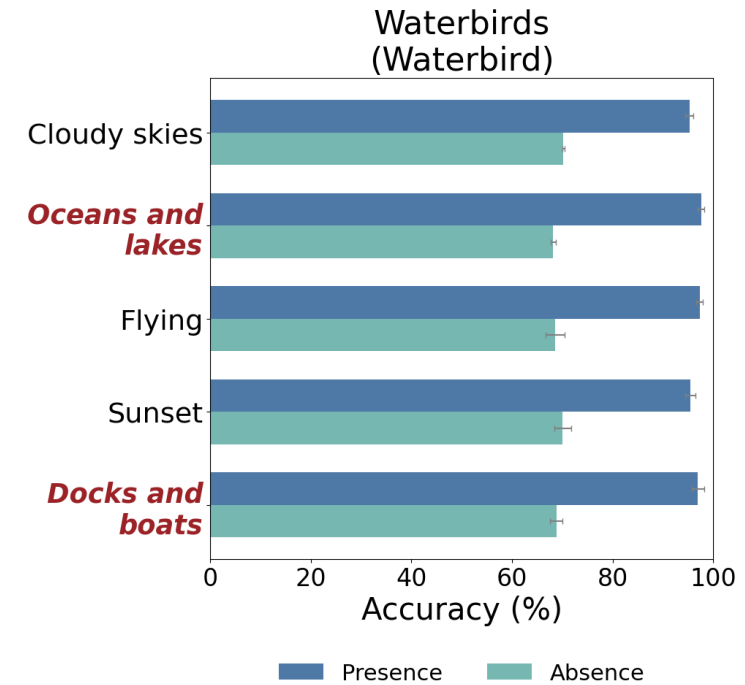 Waterbirds
(Waterbird)
Cloudy skies
Oceans and
lakes
Flying
Sunset
Docks and
boats
0 20 40 60 80 100
Accuracy (%)
Presence Absence